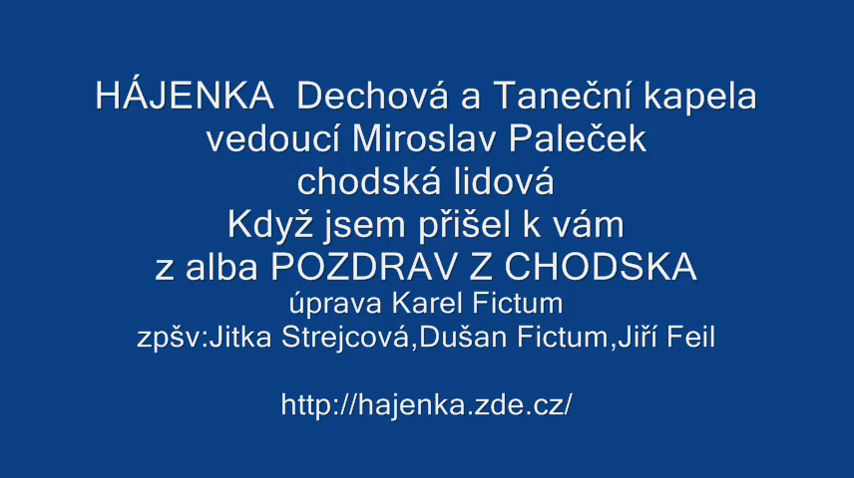 HÁJENKA  Dechová a Taneční kapela
vedoucí Miroslav Paleček
chodská lidová
Když jsem přišel k vám
z alba POZDRAV Z CHODSKA
úprava Karel Fictum
zpšv:Jitka Strejcová,Dušan Fictum,Jiří Feil
http://hajenka.zde.cz/